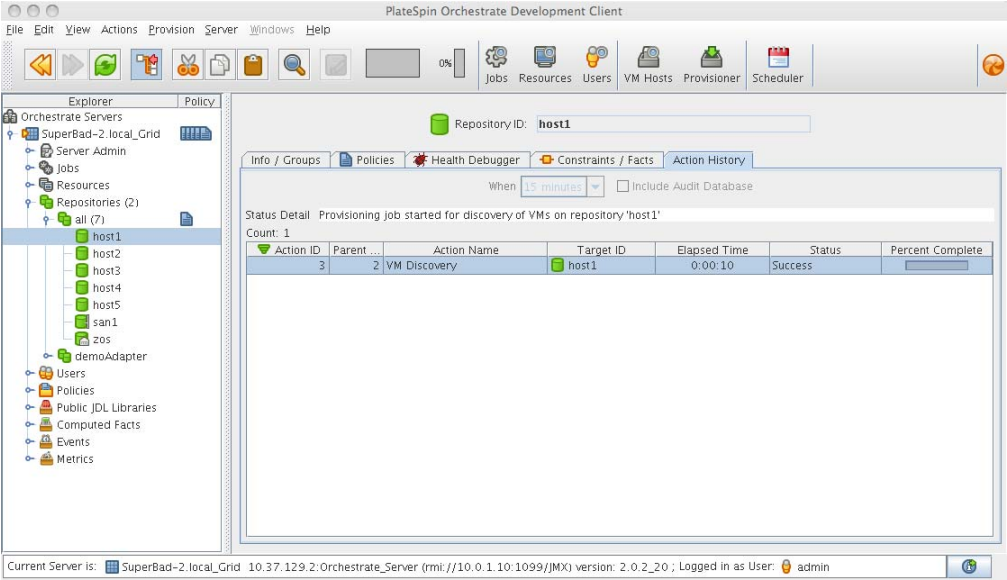 PlateSpin Orchestrate Development Client
File Edit View Actions Provision Server Windows Help
0% Jobs Resources Users VM Hosts Provisioner Scheduler
Explorer Policy
Orchestrate Servers
SuperBad-2.local_Grid
Server Admin
Jobs
Resources
Repositories (2)
all (7)
host1
host2
host3
host4
host5
san1
zos
demoAdapter
Users
Policies
Public JDL Libraries
Computed Facts
Events
Metrics
Repository ID: host1
Info / Groups Policies Health Debugger Constraints / Facts Action History
When 15 minutes Include Audit Database
Status Detail Provisioning job started for discovery of VMs on repository 'host1'
Count: 1
Action ID Parent ... Action Name Target ID Elapsed Time Status Percent Complete
3 2 VM Discovery host1 0:00:10 Success
Current Server is: SuperBad-2.local_Grid 10.37.129.2:Orchestrate_Server (rmi://10.0.1.10:1099/JMX) version: 2.0.2_20 ; Logged in as User: admin